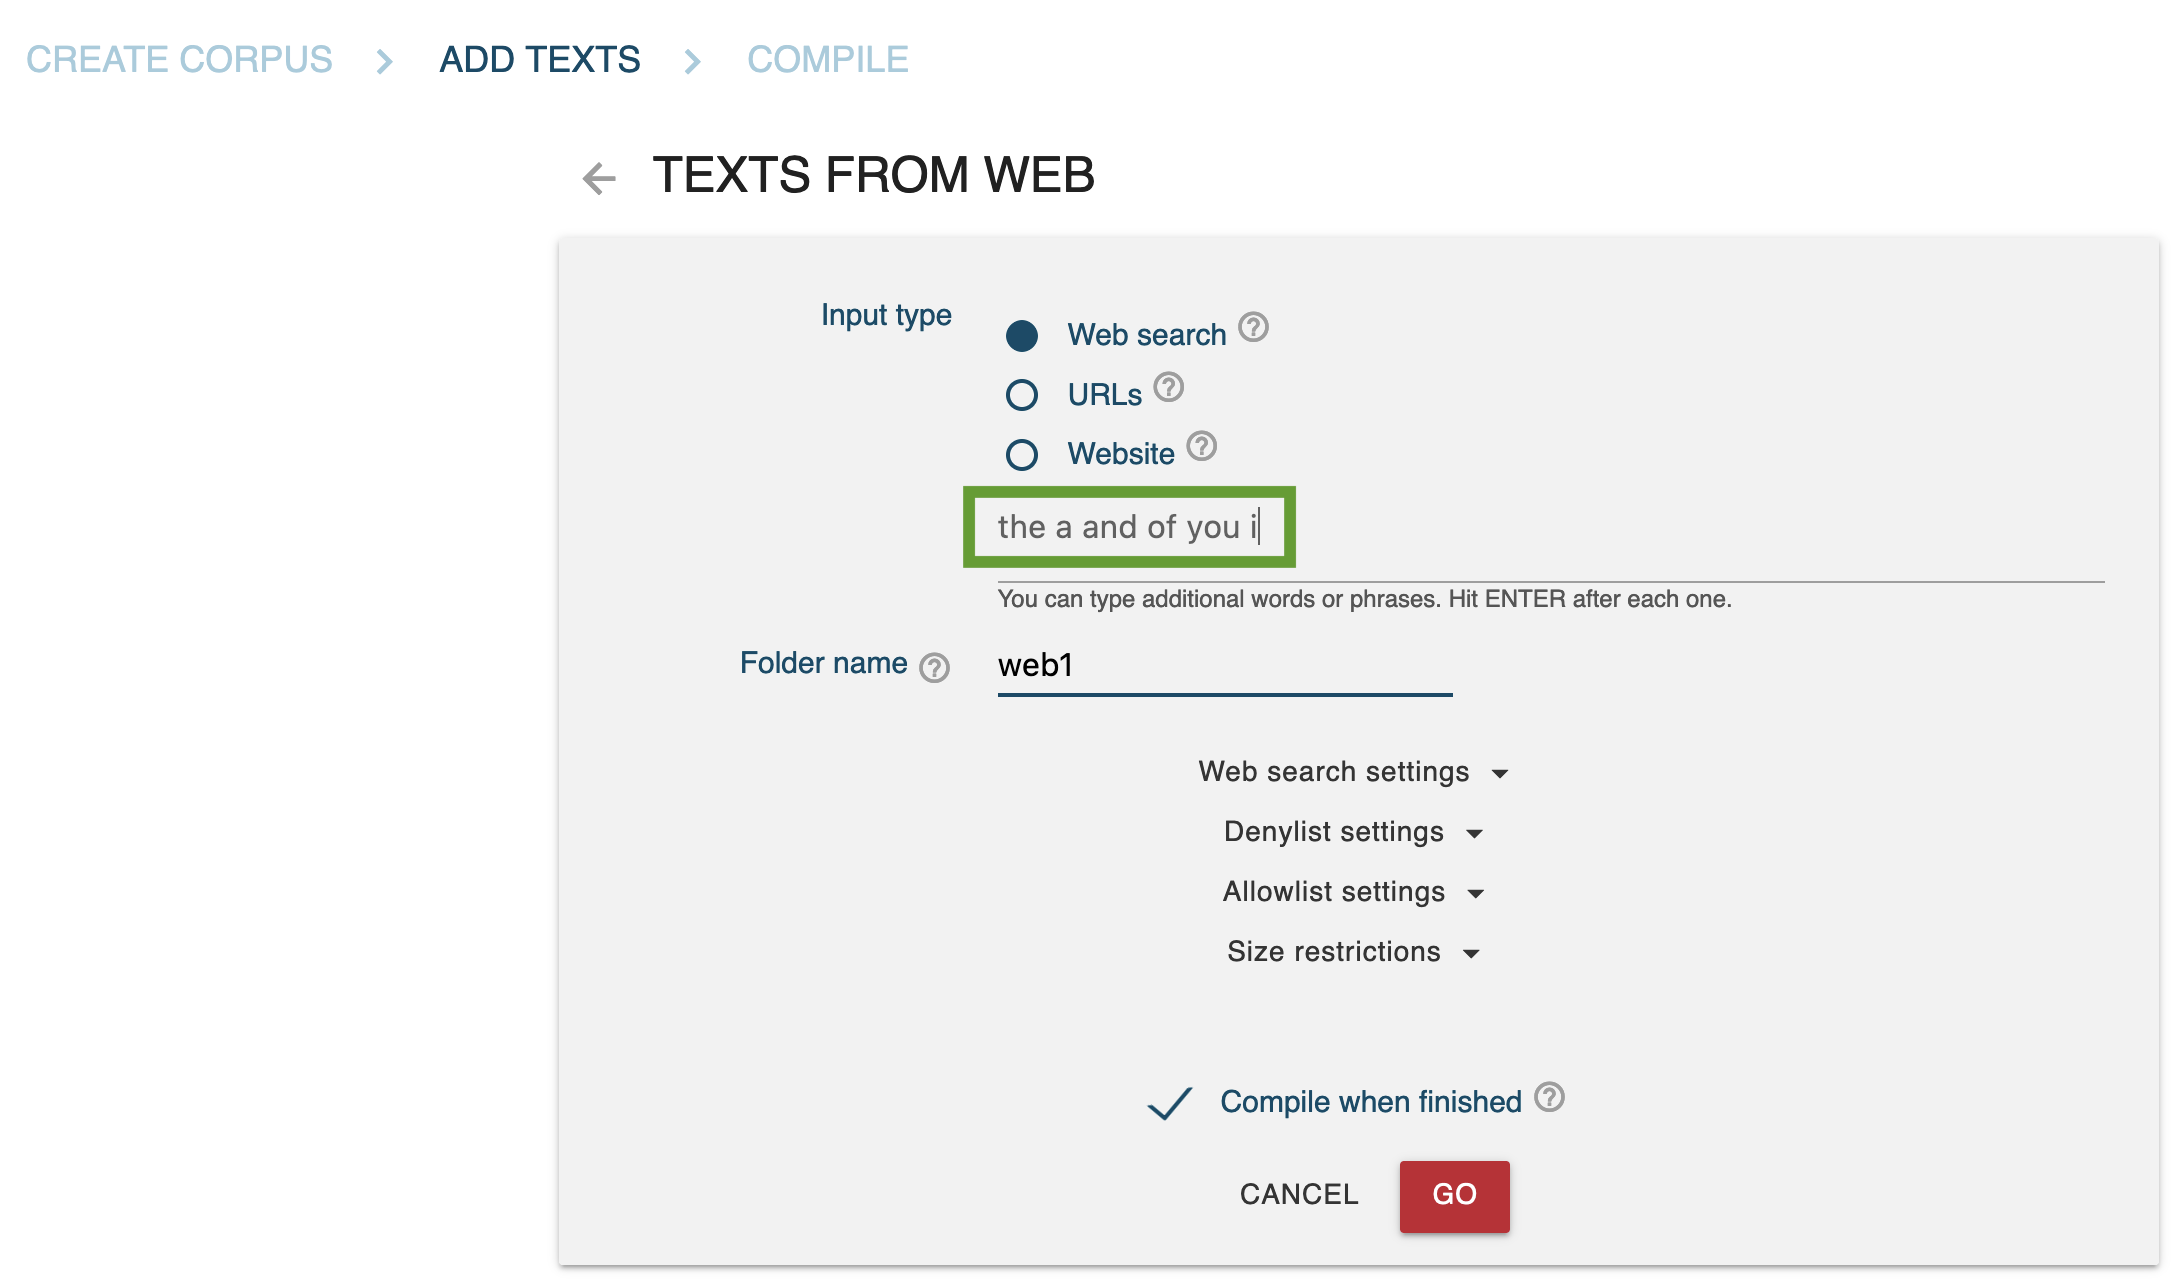 CREATE CORPUS > ADD TEXTS > COMPILE
TEXTS FROM WEB
Input type
Web search
URLs
Website
the a and of you i
You can type additional words or phrases. Hit ENTER after each one.
Folder name web1
Web search settings
Denylist settings
Allowlist settings
Size restrictions
Compile when finished
CANCEL GO